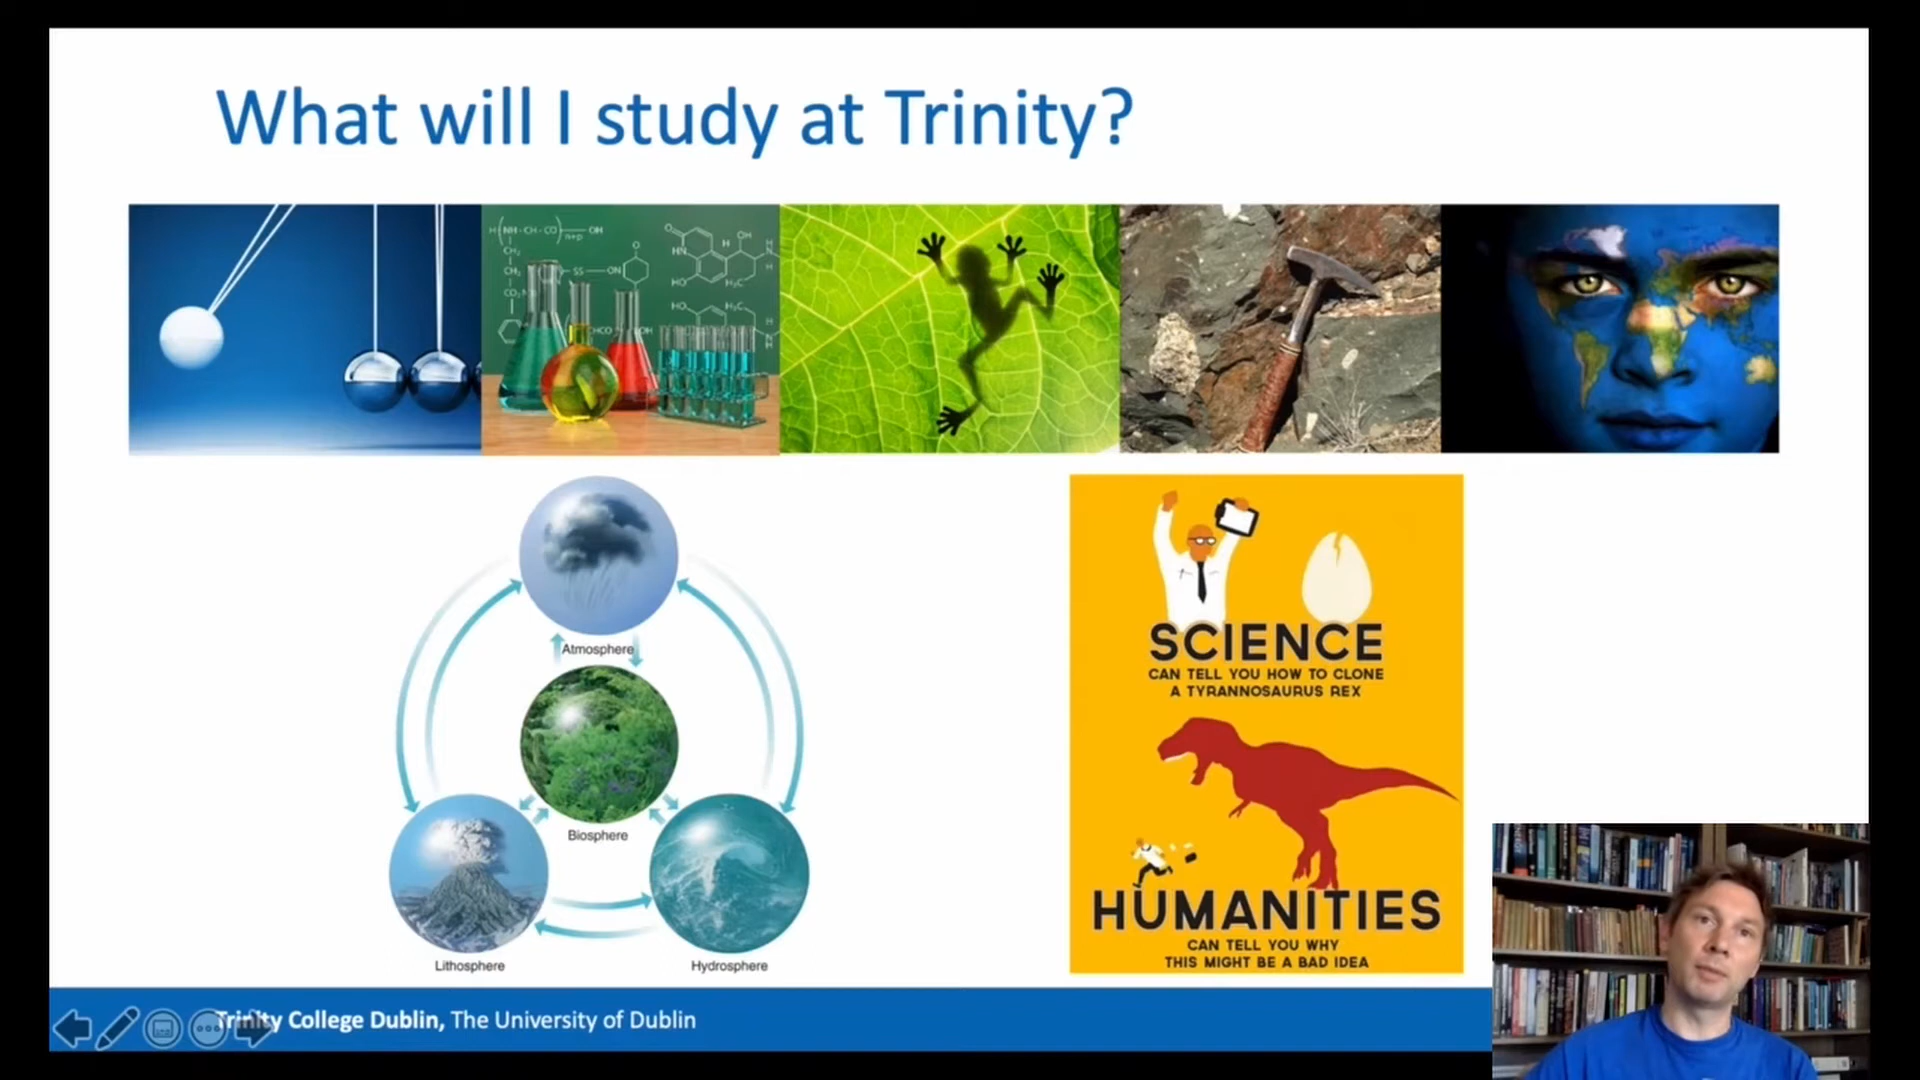 What will I study at Trinity?
Atmosphere
Biosphere
Lithosphere
Hydrosphere
SCIENCE
CAN TELL YOU HOW TO CLONE
A TYRANNOSAURUS REX
HUMANITIES
CAN TELL YOU WHY
THIS MIGHT BE A BAD IDEA
Trinity College Dublin, The University of Dublin